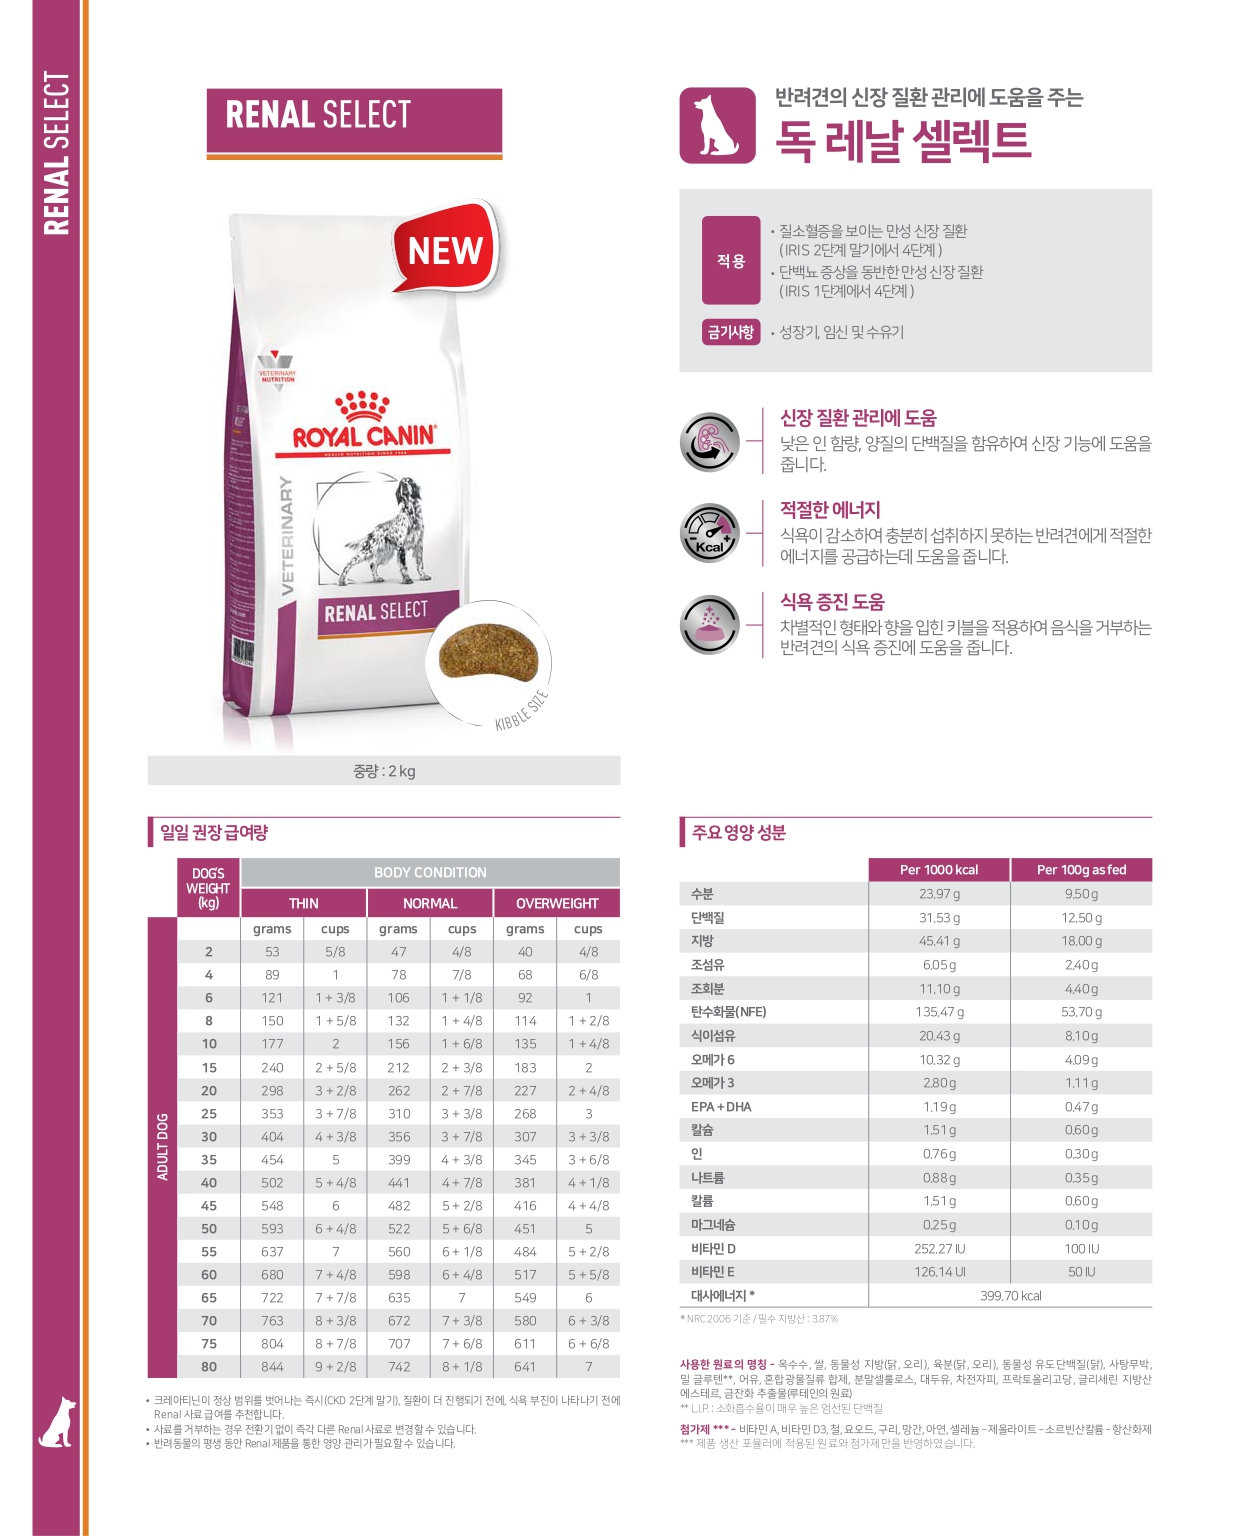 RENAL SELECT
RENAL SELECT
NEW
VETERINARY
NUTRITION
ROYAL CANIN
HEALTH NUTRITION SINCE 1968
VETERINARY
RENAL SELECT
KIBBLE SIZE
중량 : 2 kg
반려견의 신장 질환 관리에 도움을 주는
독 레날 셀렉트
적용
• 질소혈증을 보이는 만성 신장 질환
( IRIS 2단계 말기에서 4단계 )
• 단백뇨 증상을 동반한 만성 신장 질환
( IRIS 1단계에서 4단계 )
금기사항
• 성장기, 임신 및 수유기
신장 질환 관리에 도움
낮은 인 함량, 양질의 단백질을 함유하여 신장 기능에 도움을
줍니다.
Kcal
적절한 에너지
식욕이 감소하여 충분히 섭취하지 못하는 반려견에게 적절한
에너지를 공급하는데 도움을 줍니다.
식욕 증진 도움
차별적인 형태와 향을 입힌 키블을 적용하여 음식을 거부하는
반려견의 식욕 증진에 도움을 줍니다.
일일 권장 급여량
DOG'S
WEIGHT
(kg)
BODY CONDITION
THIN NORMAL OVERWEIGHT
grams cups grams cups grams cups
ADULT DOG
2 53 5/8 47 4/8 40 4/8
4 89 1 78 7/8 68 6/8
6 121 1 + 3/8 106 1 + 1/8 92 1
8 150 1 + 5/8 132 1 + 4/8 114 1 + 2/8
10 177 2 156 1 + 6/8 135 1 + 4/8
15 240 2 + 5/8 212 2 + 3/8 183 2
20 298 3 + 2/8 262 2 + 7/8 227 2 + 4/8
25 353 3 + 7/8 310 3 + 3/8 268 3
30 404 4 + 3/8 356 3 + 7/8 307 3 + 3/8
35 454 5 399 4 + 3/8 345 3 + 6/8
40 502 5 + 4/8 441 4 + 7/8 381 4 + 1/8
45 548 6 482 5 + 2/8 416 4 + 4/8
50 593 6 + 4/8 522 5 + 6/8 451 5
55 637 7 560 6 + 1/8 484 5 + 2/8
60 680 7 + 4/8 598 6 + 4/8 517 5 + 5/8
65 722 7 + 7/8 635 7 549 6
70 763 8 + 3/8 672 7 + 3/8 580 6 + 3/8
75 804 8 + 7/8 707 7 + 6/8 611 6 + 6/8
80 844 9 + 2/8 742 8 + 1/8 641 7
• 크레아티닌이 정상 범위를 벗어나는 즉시(CKD 2단계 말기), 질환이 더 진행되기 전에, 식욕 부진이 나타나기 전에
Renal 사료 급여를 추천합니다.
• 사료를 거부하는 경우 전환기 없이 즉각 다른 Renal 사료로 변경할 수 있습니다.
• 반려동물의 평생 동안 Renal 제품을 통한 영양 관리가 필요할 수 있습니다.
주요 영양 성분
Per 1000 kcal Per 100g as fed
수분 23.97 g 9.50 g
단백질 31.53 g 12.50 g
지방 45.41 g 18.00 g
조섬유 6.05 g 2.40 g
조회분 11.10 g 4.40 g
탄수화물(NFE) 135.47 g 53.70 g
식이섬유 20.43 g 8.10 g
오메가 6 10.32 g 4.09 g
오메가 3 2.80 g 1.11 g
EPA + DHA 1.19 g 0.47 g
칼슘 1.51 g 0.60 g
인 0.76 g 0.30 g
나트륨 0.88 g 0.35 g
칼륨 1.51 g 0.60 g
마그네슘 0.25 g 0.10 g
비타민 D 252.27 IU 100 IU
비타민 E 126.14 UI 50 IU
대사에너지 * 399.70 kcal
* NRC 2006 기준 / 필수 지방산 : 3.87%
사용한 원료의 명칭 - 옥수수, 쌀, 동물성 지방(닭, 오리), 육분(닭, 오리), 동물성 유도단백질(닭), 사탕무박,
밀 글루텐**, 어유, 혼합광물질류 합제, 분말셀룰로스, 대두유, 차전자피, 프락토올리고당, 글리세린 지방산
에스테르, 금잔화 추출물(루테인의 원료)
** L.I.P. : 소화흡수율이 매우 높은 엄선된 단백질
첨가제 *** - 비타민 A, 비타민 D3, 철, 요오드, 구리, 망간, 아연, 셀레늄 – 제올라이트 – 소르빈산칼륨 – 항산화제
*** 제품 생산 포뮬러에 적용된 원료와 첨가제만을 반영하였습니다.